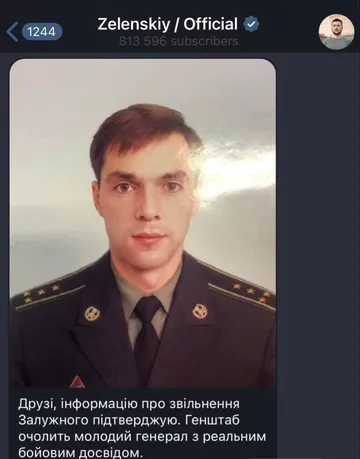 1244
Zelenskiy / Official
813 596 subscribers
Друзі, інформацію про звільнення
Залужного підтверджую. Генштаб
очолить молодий генерал з реальним
бойовим досвідом.